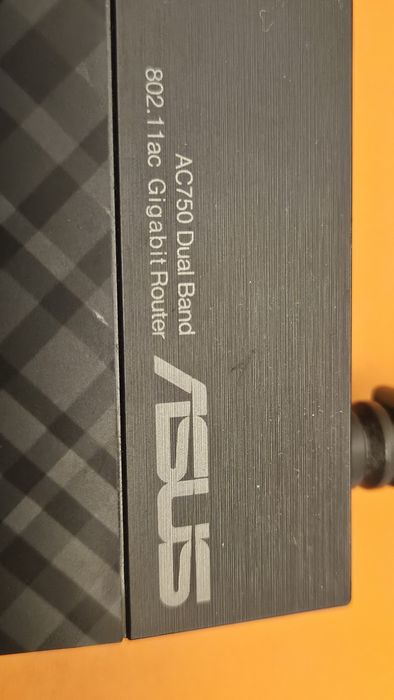 AC750 Dual Band
802.11ac Gigabit Router
ASUS